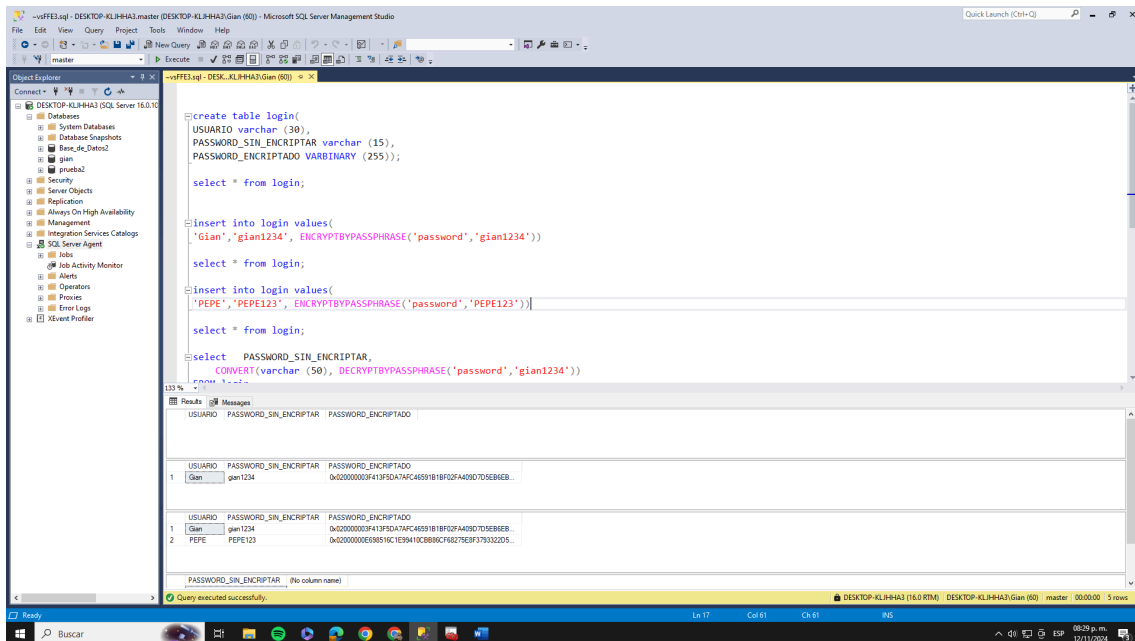 ~vsFFE3.sql - DESKTOP-KLJHHA3.master (DESKTOP-KLJHHA3\Gian (60)) - Microsoft SQL Server Management Studio
Quick Launch (Ctrl+Q)
File Edit View Query Project Tools Window Help
New Query
master
Execute
Object Explorer
~vsFFE3.sql - DESK...KLJHHA3\Gian (60))
Connect
DESKTOP-KLJHHA3 (SQL Server 16.0.10
Databases
System Databases
Database Snapshots
Base_de_Datos2
gian
prueba2
Security
Server Objects
Replication
Always On High Availability
Management
Integration Services Catalogs
SQL Server Agent
Jobs
Job Activity Monitor
Alerts
Operators
Proxies
Error Logs
XEvent Profiler
create table login(
USUARIO varchar (30),
PASSWORD_SIN_ENCRIPTAR varchar (15),
PASSWORD_ENCRIPTADO VARBINARY (255));
select * from login;
insert into login values(
'Gian','gian1234', ENCRYPTBYPASSPHRASE('password','gian1234'))
select * from login;
insert into login values(
'PEPE','PEPE123', ENCRYPTBYPASSPHRASE('password','PEPE123'))
select * from login;
select PASSWORD_SIN_ENCRIPTAR,
CONVERT(varchar (50), DECRYPTBYPASSPHRASE('password','gian1234'))
FROM login
133 %
Results Messages
USUARIO PASSWORD_SIN_ENCRIPTAR PASSWORD_ENCRIPTADO
USUARIO PASSWORD_SIN_ENCRIPTAR PASSWORD_ENCRIPTADO
1 Gian gian1234 0x020000003F413F5DA7AFC46591B1BF02FA409D7D5EB6EB...
USUARIO PASSWORD_SIN_ENCRIPTAR PASSWORD_ENCRIPTADO
1 Gian gian1234 0x020000003F413F5DA7AFC46591B1BF02FA409D7D5EB6EB...
2 PEPE PEPE123 0x02000000E698516C1E99410CBB86CF68275E8F3793322D5...
PASSWORD_SIN_ENCRIPTAR (No column name)
Query executed successfully.
DESKTOP-KLJHHA3 (16.0 RTM) DESKTOP-KLJHHA3\Gian (60) master 00:00:00 5 rows
Ready Ln 17 Col 61 Ch 61 INS
Buscar
ESP
08:29 p. m.
12/11/2024